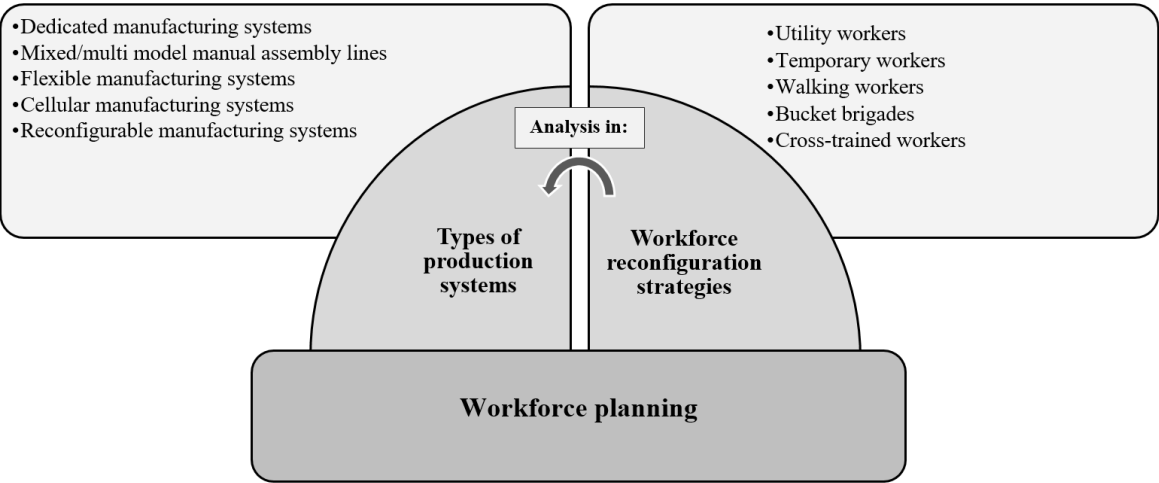 •Dedicated manufacturing systems
•Mixed/multi model manual assembly lines
•Flexible manufacturing systems
•Cellular manufacturing systems
•Reconfigurable manufacturing systems
•Utility workers
•Temporary workers
•Walking workers
•Bucket brigades
•Cross-trained workers
Analysis in:
Types of
production
systems
Workforce
reconfiguration
strategies
Workforce planning